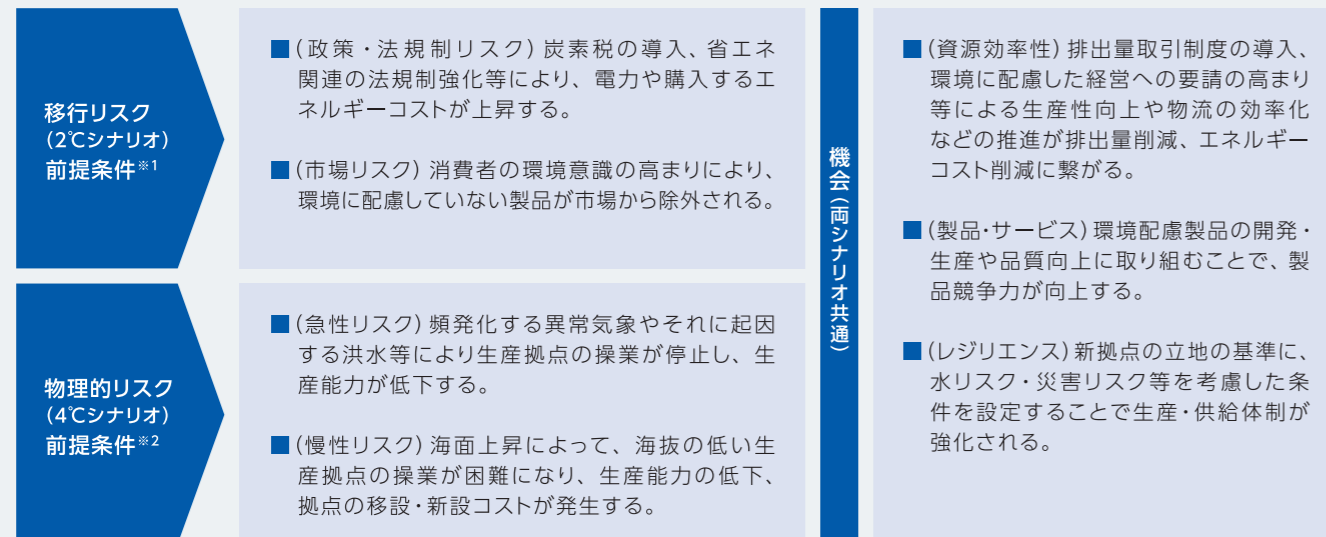 移行リスク
(2℃シナリオ)
前提条件※1
■(政策・法規制リスク)炭素税の導入、省エネ
関連の法規制強化等により、電力や購入するエ
ネルギーコストが上昇する。
■(市場リスク)消費者の環境意識の高まりにより、
環境に配慮していない製品が市場から除外される。
物理的リスク
(4℃シナリオ)
前提条件※2
■(急性リスク)頻発化する異常気象やそれに起因
する洪水等により生産拠点の操業が停止し、生
産能力が低下する。
■(慢性リスク)海面上昇によって、海抜の低い生
産拠点の操業が困難になり、生産能力の低下、
拠点の移設・新設コストが発生する。
機会(両シナリオ共通)
■(資源効率性)排出量取引制度の導入、
環境に配慮した経営への要請の高まり
等による生産性向上や物流の効率化
などの推進が排出量削減、エネルギー
コスト削減に繋がる。
■(製品・サービス)環境配慮製品の開発・
生産や品質向上に取り組むことで、製
品競争力が向上する。
■(レジリエンス)新拠点の立地の基準に、
水リスク・災害リスク等を考慮した条
件を設定することで生産・供給体制が
強化される。